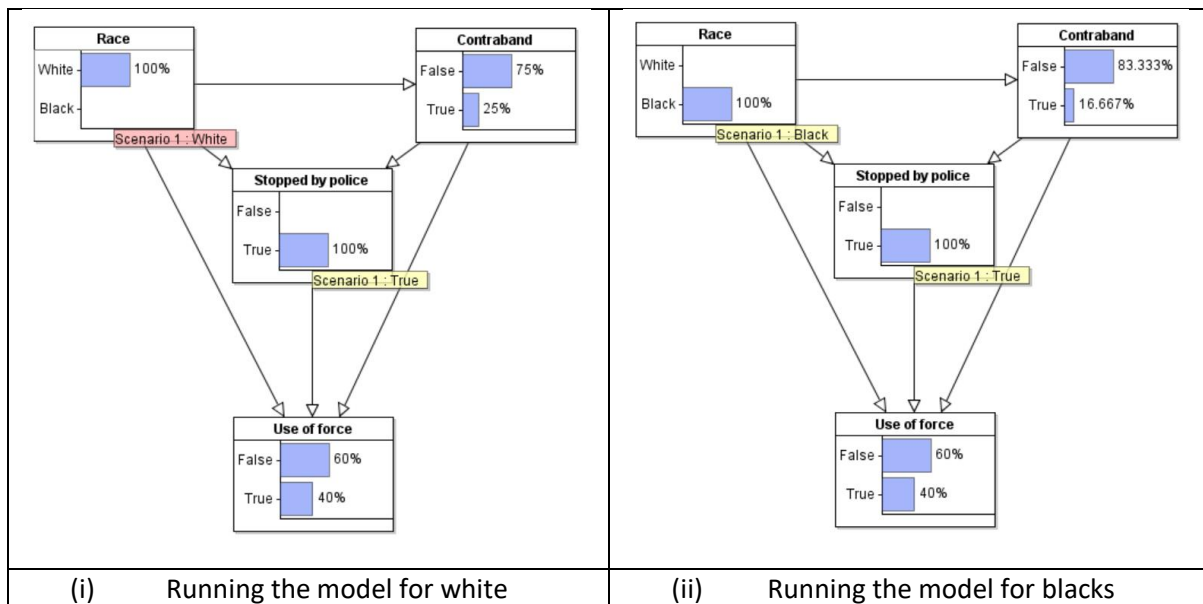 Race
White
100%
Black
Scenario 1 : White
Contraband
False
75%
True
25%
Stopped by police
False
True
100%
Scenario 1 : True
Use of force
False
60%
True
40%
Race
White
Black
100%
Scenario 1 : Black
Contraband
False
83.333%
True
16.667%
Stopped by police
False
True
100%
Scenario 1 : True
Use of force
False
60%
True
40%
(i) Running the model for white
(ii) Running the model for blacks